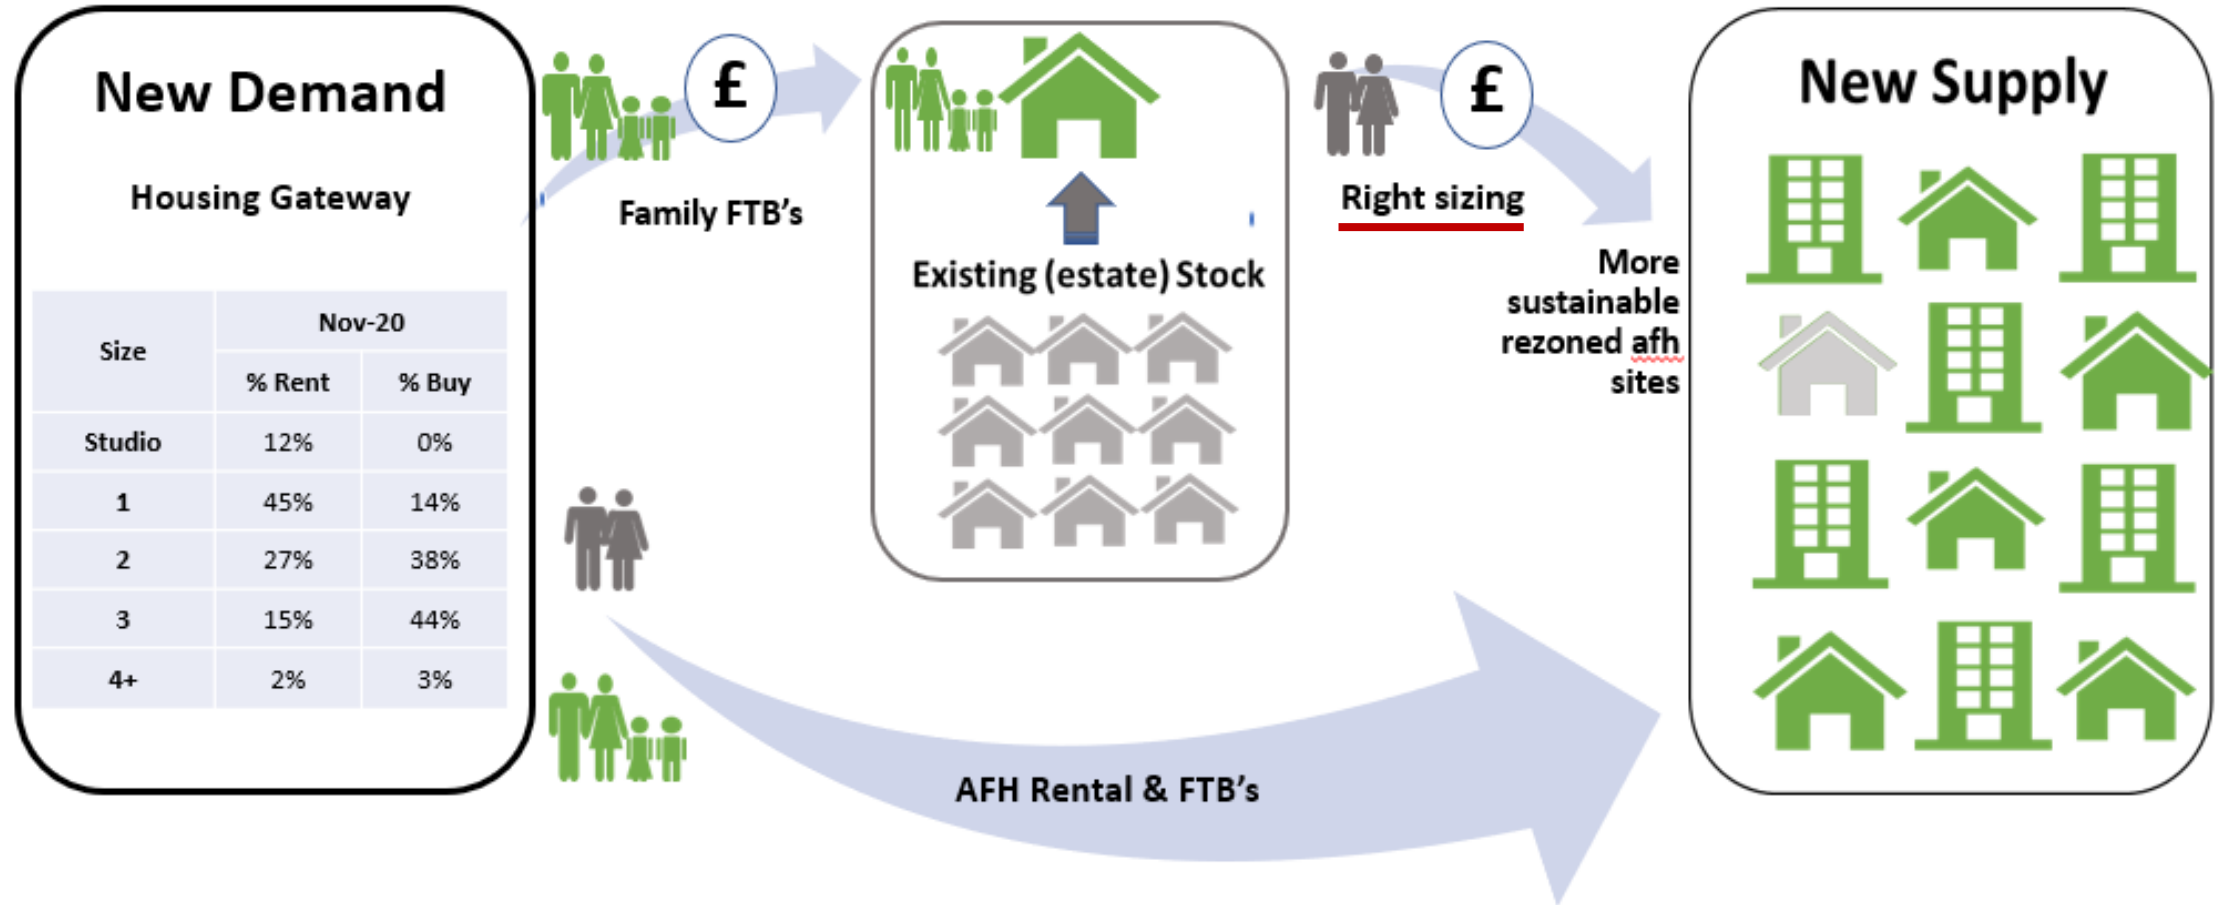 New Demand
Housing Gateway
Size
Nov-20
% Rent
% Buy
Studio
12%
0%
1
45%
14%
2
27%
38%
3
15%
44%
4+
2%
3%
£
Family FTB’s
Existing (estate) Stock
£
Right sizing
More
sustainable
rezoned afh
sites
AFH Rental & FTB’s
New Supply